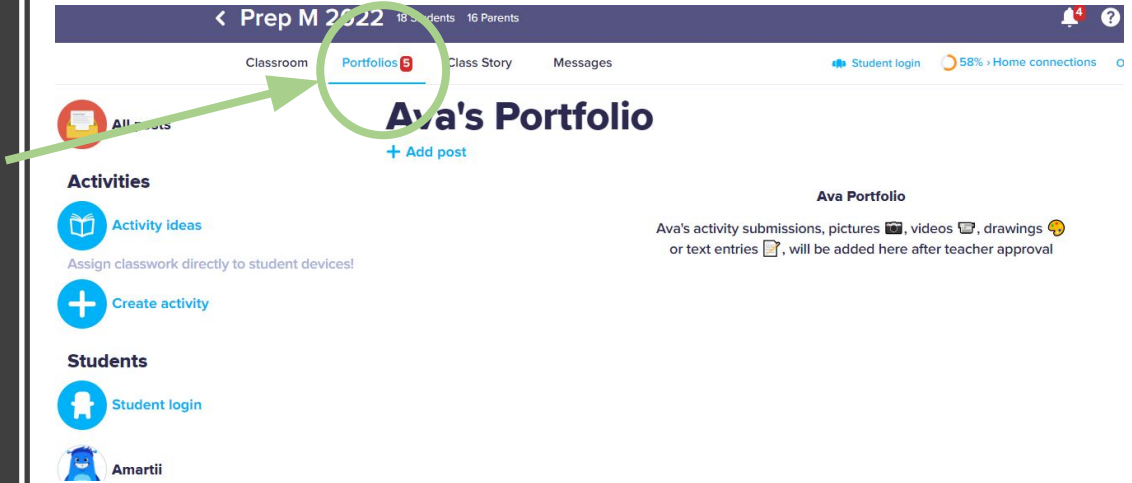 Prep M 2022 18 Students 16 Parents 4 ?
Classroom Portfolios 5 Class Story Messages Student login 58% › Home connections O
All posts
Ava's Portfolio
+ Add post
Activities
Activity ideas
Assign classwork directly to student devices!
Create activity
Students
Student login
Amartii
Ava Portfolio
Ava's activity submissions, pictures 📷, videos 📹, drawings 🎨
or text entries 📝, will be added here after teacher approval